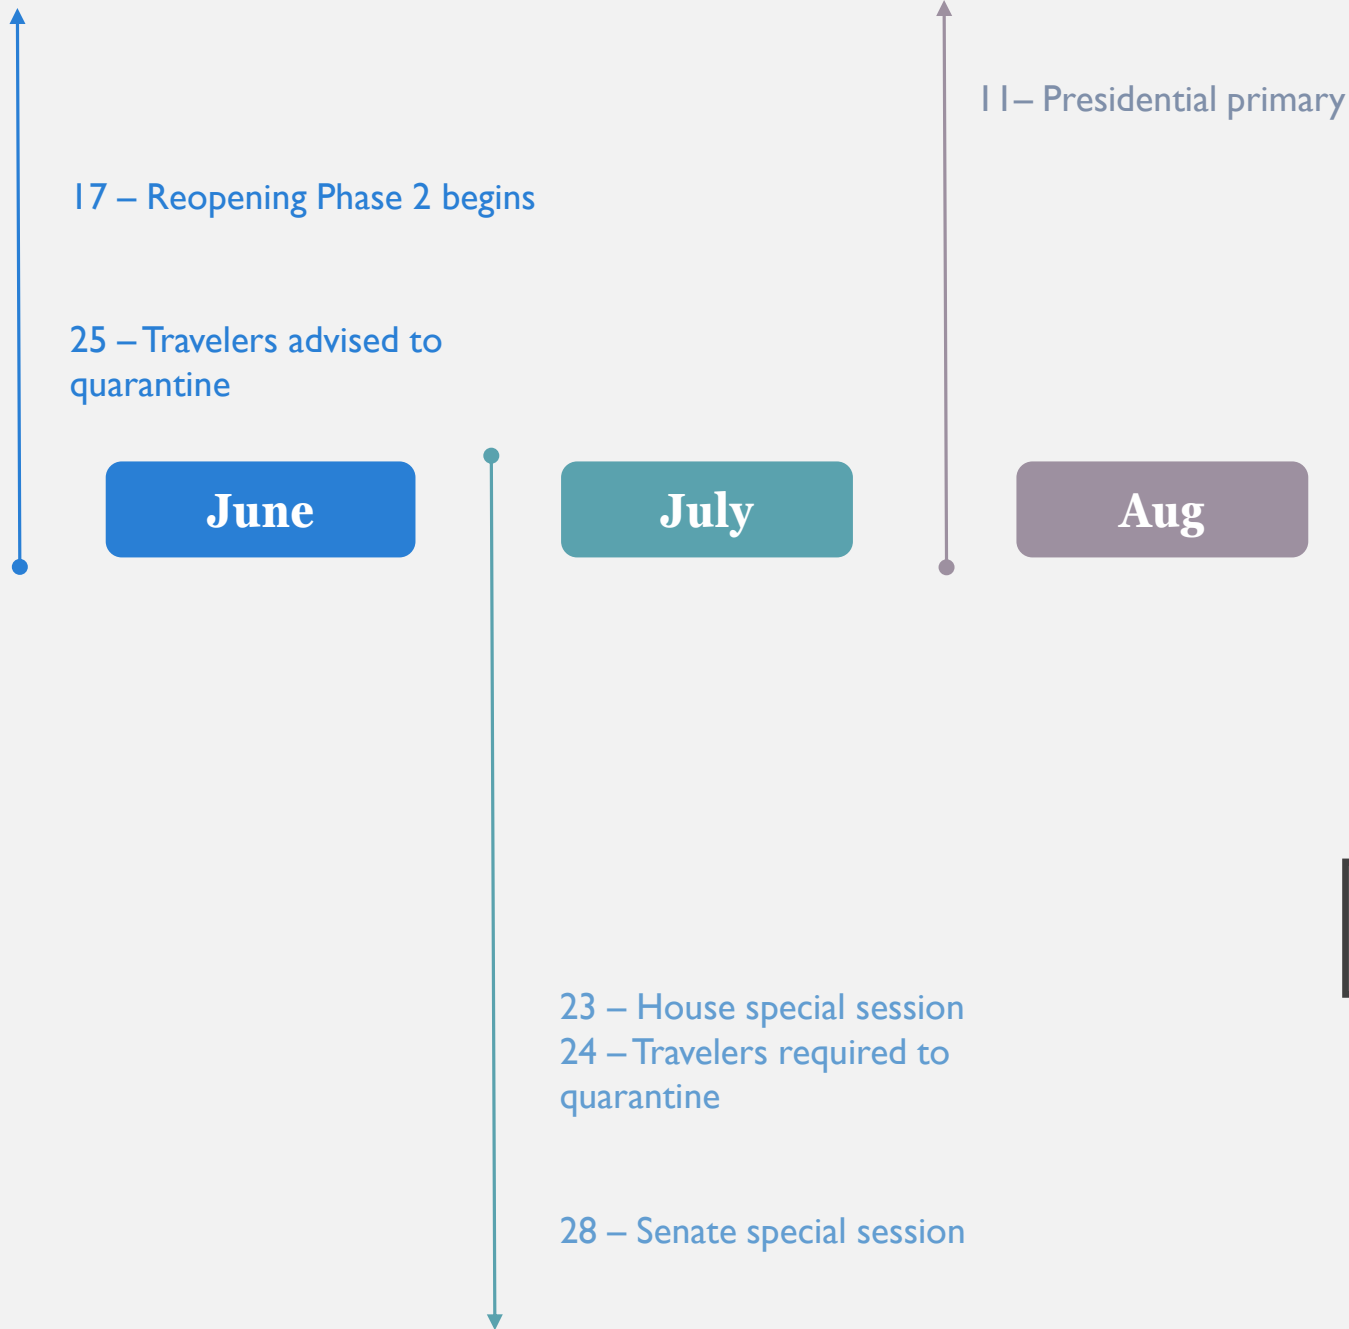 11– Presidential primary
17 – Reopening Phase 2 begins
25 – Travelers advised to
quarantine
June
July
Aug
23 – House special session
24 – Travelers required to
quarantine
28 – Senate special session